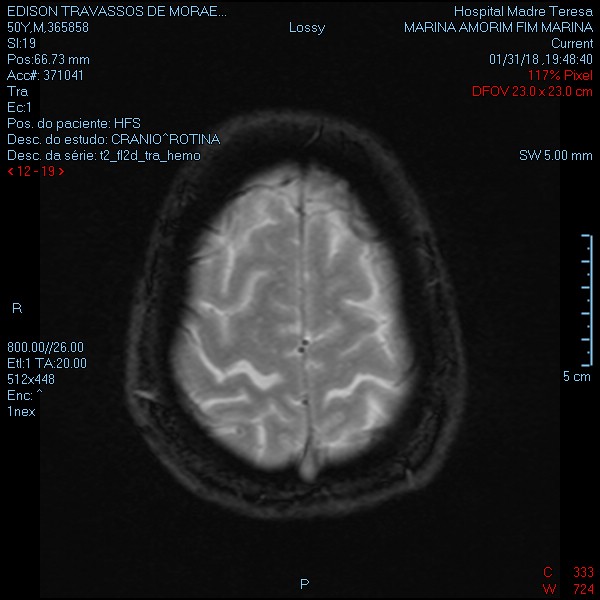 EDISON TRAVASSOS DE MORAE...
50Y,M,365858
Sl:19
Pos:66.73 mm
Acc#: 371041
Tra
Ec:1
Pos. do paciente: HFS
Desc. do estudo: CRANIO^ROTINA
Desc. da série: t2_fl2d_tra_hemo
< 12 - 19 >
Lossy
Hospital Madre Teresa
MARINA AMORIM FIM MARINA
Current
01/31/18 ,19:48:40
117% Pixel
DFOV 23.0 x 23.0 cm
SW 5.00 mm
R
800.00//26.00
Etl:1 TA:20.00
512x448
Enc: ^
1nex
5 cm
P
C 333
W 724